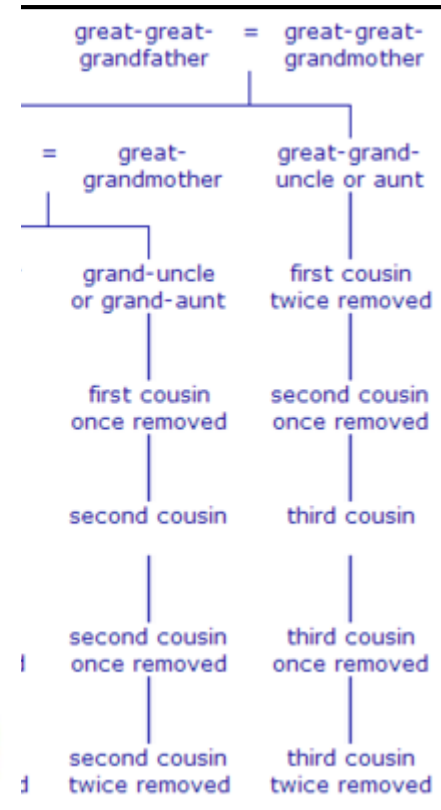 great-great- = great-great-
grandfather grandmother
= great- great-grand-
grandmother uncle or aunt
grand-uncle first cousin
or grand-aunt twice removed
first cousin second cousin
once removed once removed
second cousin third cousin
second cousin third cousin
once removed once removed
second cousin third cousin
d twice removed twice removed